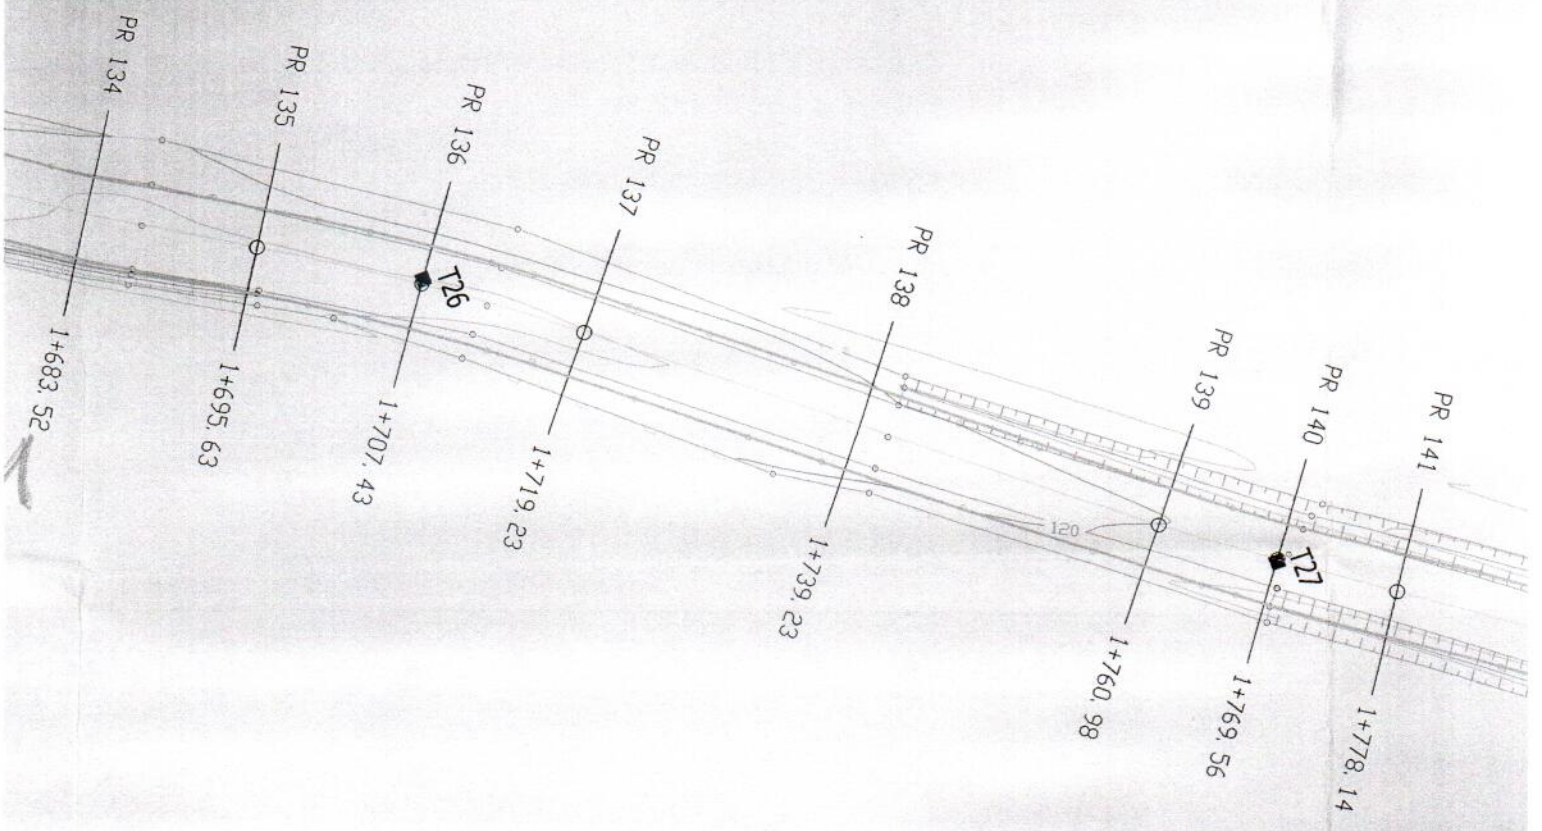 PR 134
PR 135
PR 136
PR 137
PR 138
PR 139
PR 140
PR 141
T26
T27
120
1+683.52
1+695.63
1+707.43
1+719.23
1+739.23
1+760.98
1+769.56
1+778.14